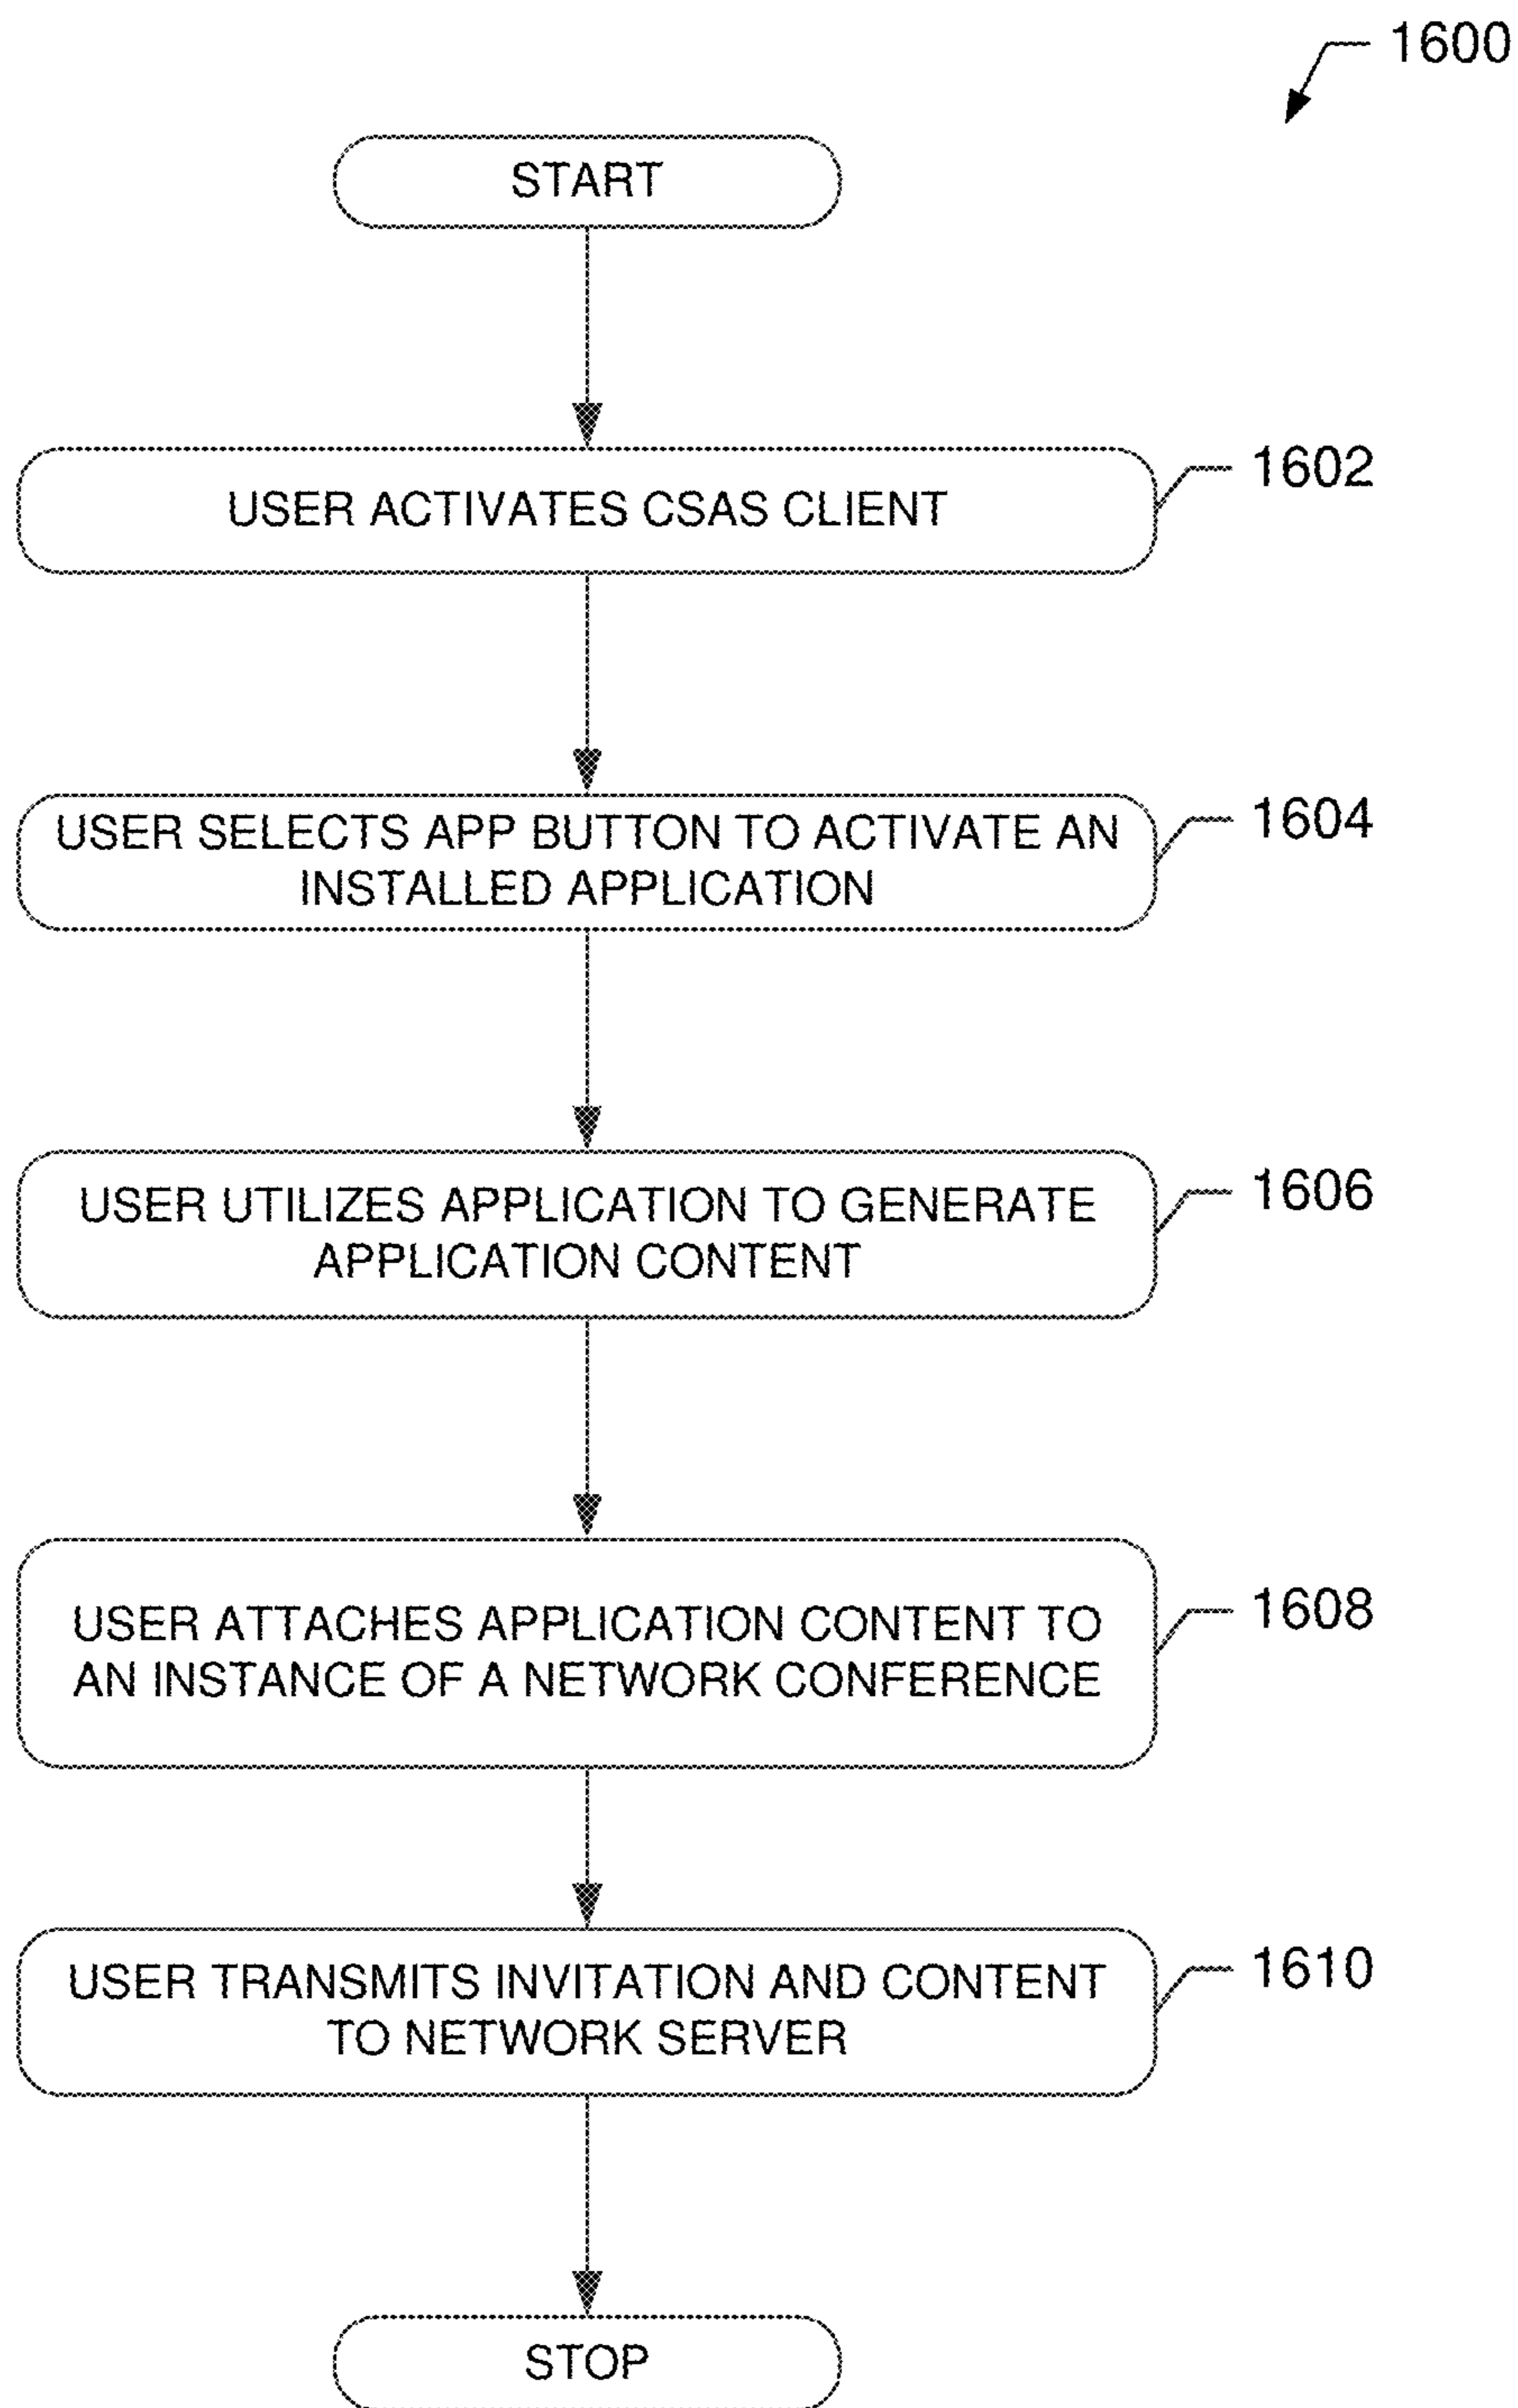 1600
START
USER ACTIVATES CSAS CLIENT
1602
USER SELECTS APP BUTTON TO ACTIVATE AN
INSTALLED APPLICATION
1604
USER UTILIZES APPLICATION TO GENERATE
APPLICATION CONTENT
1606
USER ATTACHES APPLICATION CONTENT TO
AN INSTANCE OF A NETWORK CONFERENCE
1608
USER TRANSMITS INVITATION AND CONTENT
TO NETWORK SERVER
1610
STOP